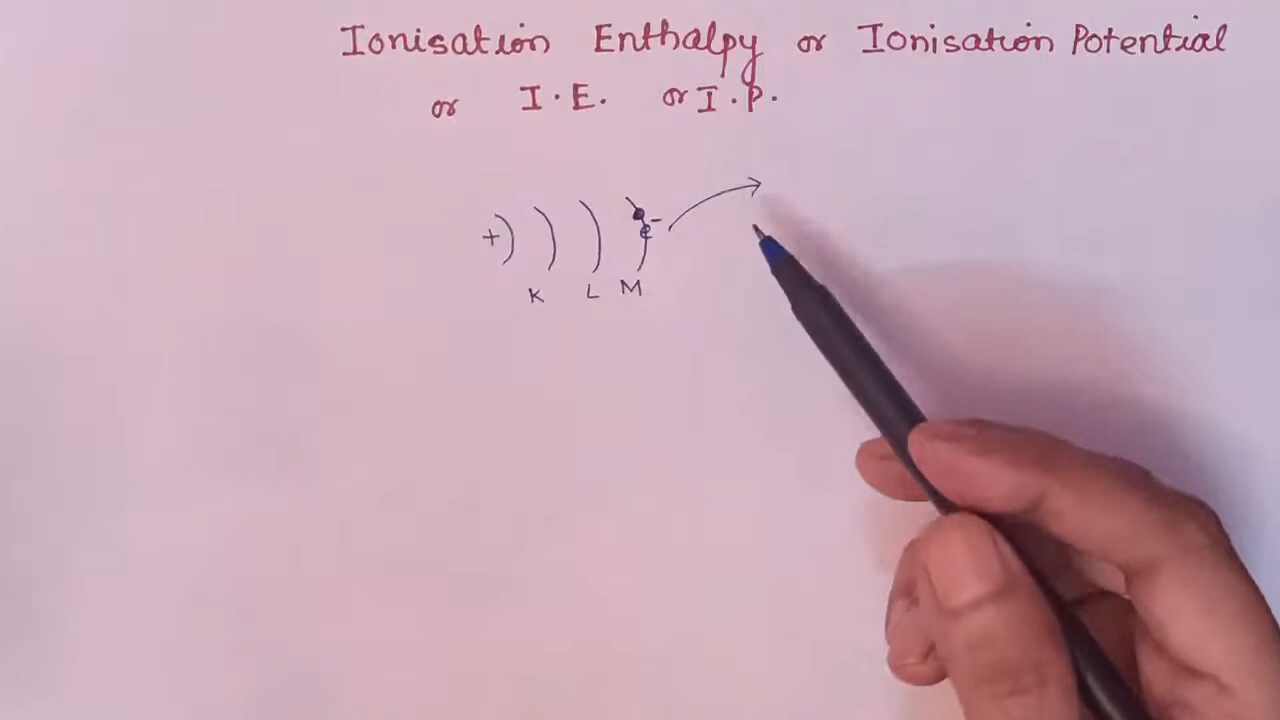 Ionisation Enthalpy or Ionisation Potential
or I.E. or I.P.
+ e-
K L M